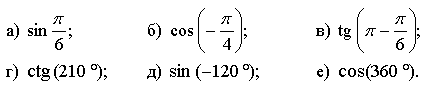 а) sin π/6; б) cos(−π/4); в) tg(π − π/6);
г) ctg (210 °); д) sin (−120 °); е) cos(360 °).